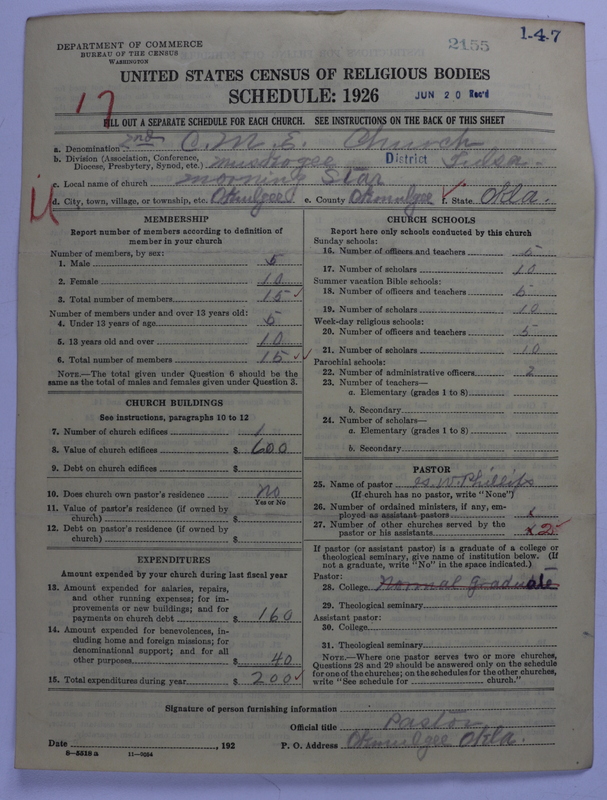 DEPARTMENT OF COMMERCE
BUREAU OF THE CENSUS
WASHINGTON
2155
1-4-7
UNITED STATES CENSUS OF RELIGIOUS BODIES
SCHEDULE: 1926
JUN 20 Rec'd
17
FILL OUT A SEPARATE SCHEDULE FOR EACH CHURCH. SEE INSTRUCTIONS ON THE BACK OF THIS SHEET
a. Denomination 2nd C.M.E. Church
b. Division (Association, Conference, Diocese, Presbytery, Synod, etc.) Muskogee District Tulsa
c. Local name of church Morning Star
d. City, town, village, or township, etc. Okmulgee e. County Okmulgee f. State Okla.
MEMBERSHIP
Report number of members according to definition of
member in your church
Number of members, by sex:
1. Male 5
2. Female 10
3. Total number of members 15
Number of members under and over 13 years old:
4. Under 13 years of age 5
5. 13 years old and over 10
6. Total number of members 15
NOTE.—The total given under Question 6 should be the
same as the total of males and females given under Question 3.
CHURCH BUILDINGS
See instructions, paragraphs 10 to 12
7. Number of church edifices 1
8. Value of church edifices $ 600
9. Debt on church edifices $
10. Does church own pastor's residence No
Yes or No
11. Value of pastor's residence (if owned by
church) $
12. Debt on pastor's residence (if owned by
church) $
EXPENDITURES
Amount expended by your church during last fiscal year
13. Amount expended for salaries, repairs,
and other running expenses; for im-
provements or new buildings; and for
payments on church debt $ 160
14. Amount expended for benevolences, in-
cluding home and foreign missions; for
denominational support; and for all
other purposes $ 40
15. Total expenditures during year $ 200
CHURCH SCHOOLS
Report here only schools conducted by this church
Sunday schools:
16. Number of officers and teachers 5
17. Number of scholars 10
Summer vacation Bible schools:
18. Number of officers and teachers 5
19. Number of scholars 10
Week-day religious schools:
20. Number of officers and teachers 5
21. Number of scholars 10
Parochial schools:
22. Number of administrative officers 2
23. Number of teachers—
a. Elementary (grades 1 to 8)
b. Secondary
24. Number of scholars—
a. Elementary (grades 1 to 8)
b. Secondary
PASTOR
25. Name of pastor W. Phillips
(If church has no pastor, write "None")
26. Number of ordained ministers, if any, em-
ployed as assistant pastors x
27. Number of other churches served by the
pastor or his assistants x 25
If pastor (or assistant pastor) is a graduate of a college or
theological seminary, give name of institution below. (If
not a graduate, write "No" in the space indicated.)
Pastor:
28. College Normal graduate
29. Theological seminary
Assistant pastor:
30. College
31. Theological seminary
NOTE.—Where one pastor serves two or more churches,
Questions 28 and 29 should be answered only on the schedule
for one of the churches; on the schedules for the other churches,
write "See schedule for church."
Signature of person furnishing information
Official title Pastor
Date , 192 P. O. Address Okmulgee Okla.
8-5318 a 11-9034